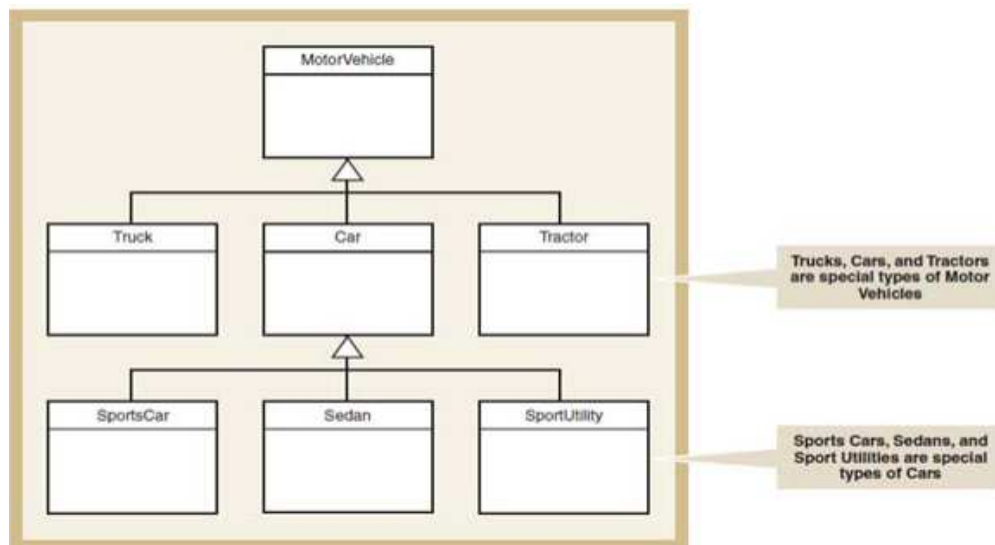 MotorVehicle
Truck
Car
Tractor
Trucks, Cars, and Tractors
are special types of Motor
Vehicles
SportsCar
Sedan
SportUtility
Sports Cars, Sedans, and
Sport Utilities are special
types of Cars